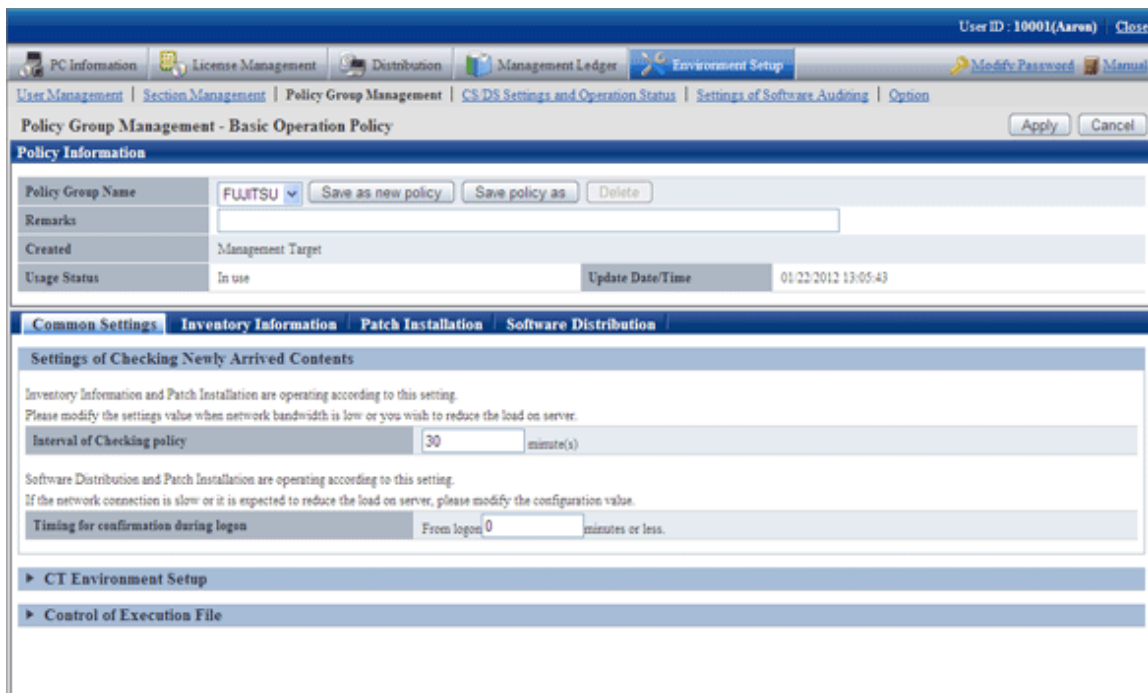 User ID : 10001(Aaron) Close
PC Information License Management Distribution Management Ledger Environment Setup Modify Password Manual
User Management | Section Management | Policy Group Management | CS/DS Settings and Operation Status | Settings of Software Auditing | Option
Policy Group Management - Basic Operation Policy Apply Cancel
Policy Information
Policy Group Name FUJITSU Save as new policy Save policy as Delete
Remarks
Created Management Target
Usage Status In use Update Date/Time 01/22/2012 13:05:43
Common Settings Inventory Information Patch Installation Software Distribution
Settings of Checking Newly Arrived Contents
Inventory Information and Patch Installation are operating according to this setting.
Please modify the settings value when network bandwidth is low or you wish to reduce the load on server.
Interval of Checking policy 30 minute(s)
Software Distribution and Patch Installation are operating according to this setting.
If the network connection is slow or it is expected to reduce the load on server, please modify the configuration value.
Timing for confirmation during logon From logon 0 minutes or less.
CT Environment Setup
Control of Execution File